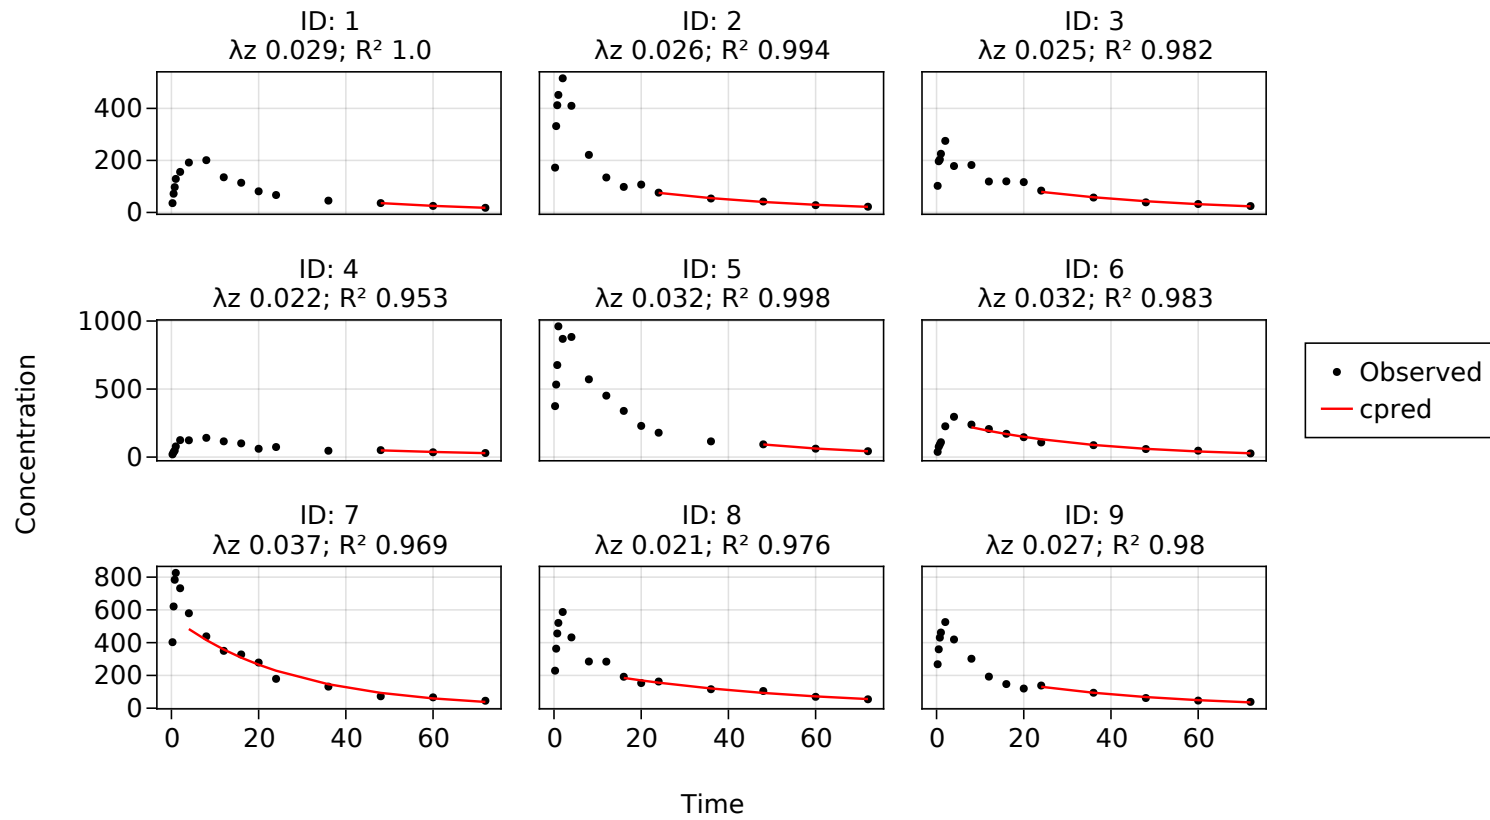 ID: 1
λz 0.029; R² 1.0
ID: 2
λz 0.026; R² 0.994
ID: 3
λz 0.025; R² 0.982
400
200
0
ID: 4
λz 0.022; R² 0.953
ID: 5
λz 0.032; R² 0.998
ID: 6
λz 0.032; R² 0.983
1000
500
0
Concentration
Observed
cpred
ID: 7
λz 0.037; R² 0.969
ID: 8
λz 0.021; R² 0.976
ID: 9
λz 0.027; R² 0.98
800
600
400
200
0
0 20 40 60
0 20 40 60
0 20 40 60
Time